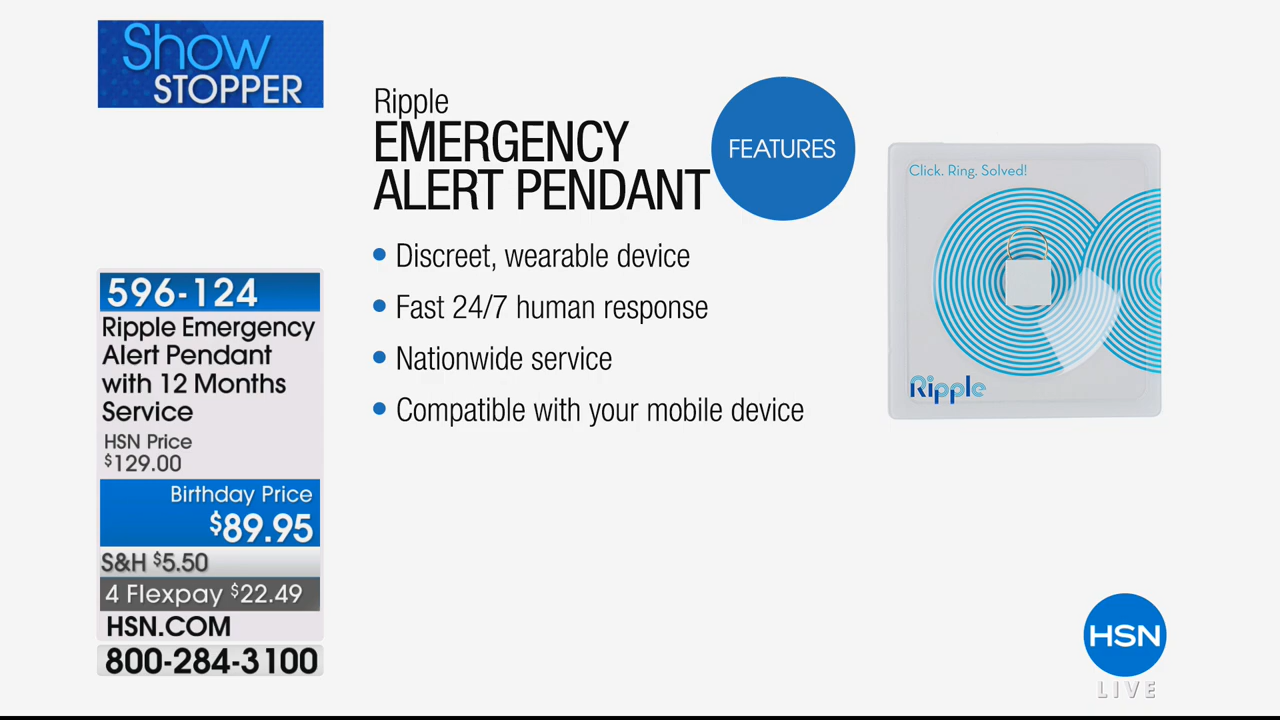 Show
STOPPER
Ripple
EMERGENCY
ALERT PENDANT
FEATURES
• Discreet, wearable device
• Fast 24/7 human response
• Nationwide service
• Compatible with your mobile device
Click. Ring. Solved!
Ripple
596-124
Ripple Emergency
Alert Pendant
with 12 Months
Service
HSN Price
$129.00
Birthday Price
$89.95
S&H $5.50
4 Flexpay $22.49
HSN.COM
800-284-3100
HSN
LIVE